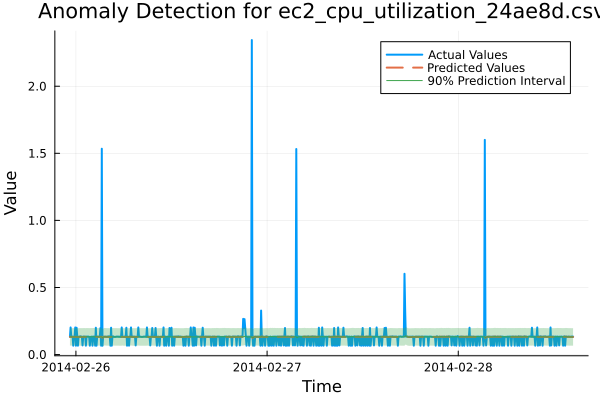 Anomaly Detection for ec2_cpu_utilization_24ae8d.csv
Actual Values
Predicted Values
90% Prediction Interval
Value
2.0
1.5
1.0
0.5
0.0
2014-02-26
2014-02-27
2014-02-28
Time